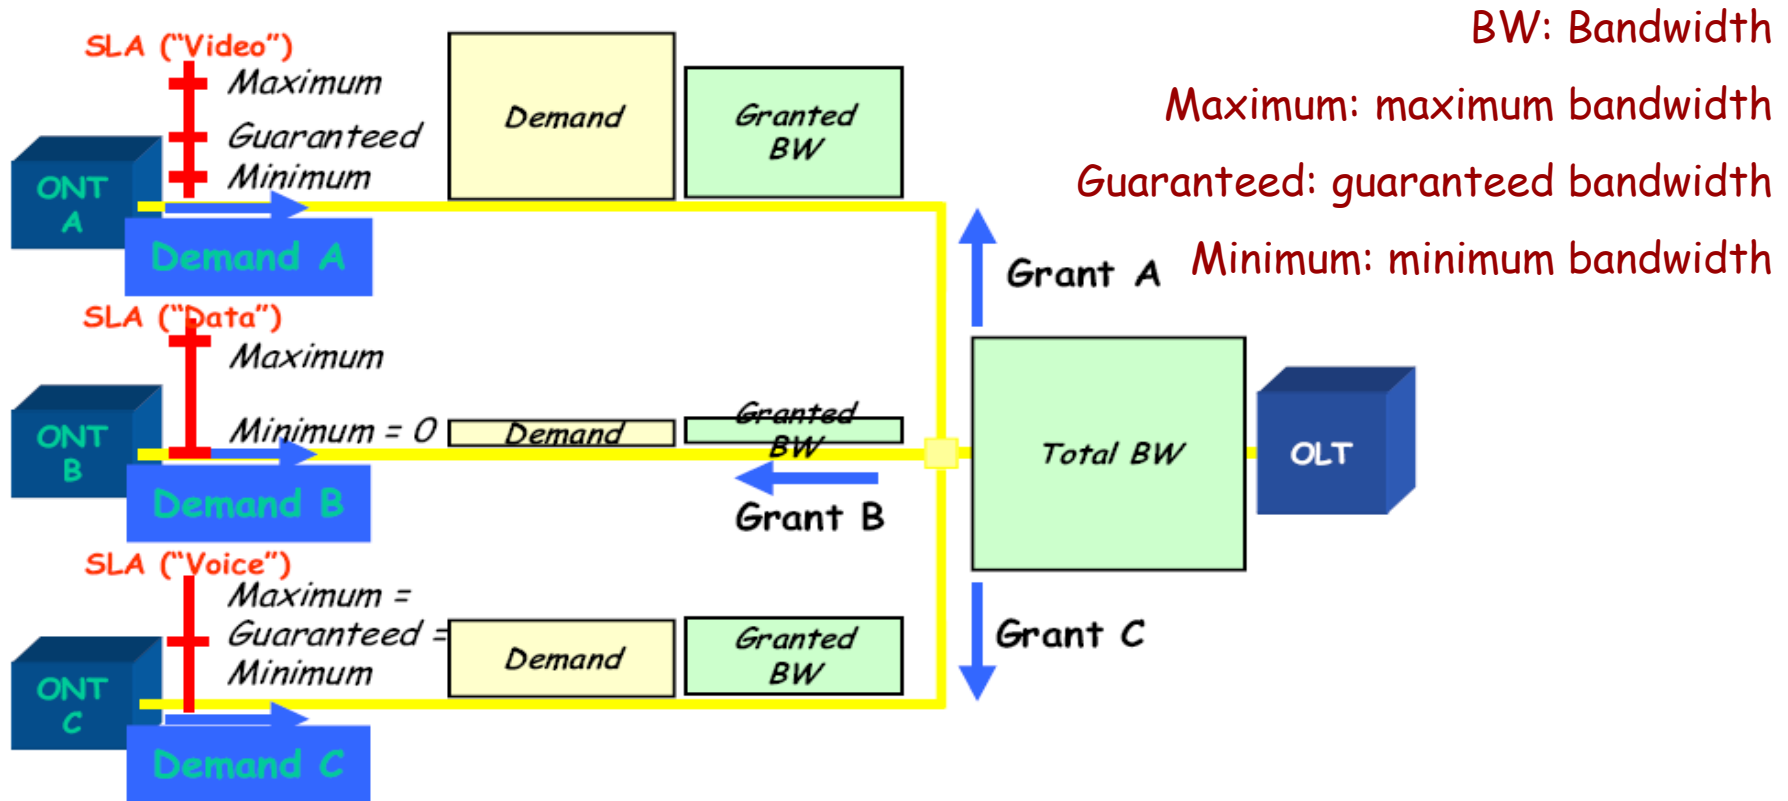 BW: Bandwidth
Maximum: maximum bandwidth
Guaranteed: guaranteed bandwidth
Minimum: minimum bandwidth
SLA ("Video")
Maximum
Guaranteed
Minimum
ONT
A
Demand A
Demand
Granted
BW
Grant A
SLA ("Data")
Maximum
Minimum = 0
ONT
B
Demand B
Demand
Granted
BW
Grant B
Total BW
OLT
SLA ("Voice")
Maximum =
Guaranteed =
Minimum
ONT
C
Demand C
Demand
Granted
BW
Grant C